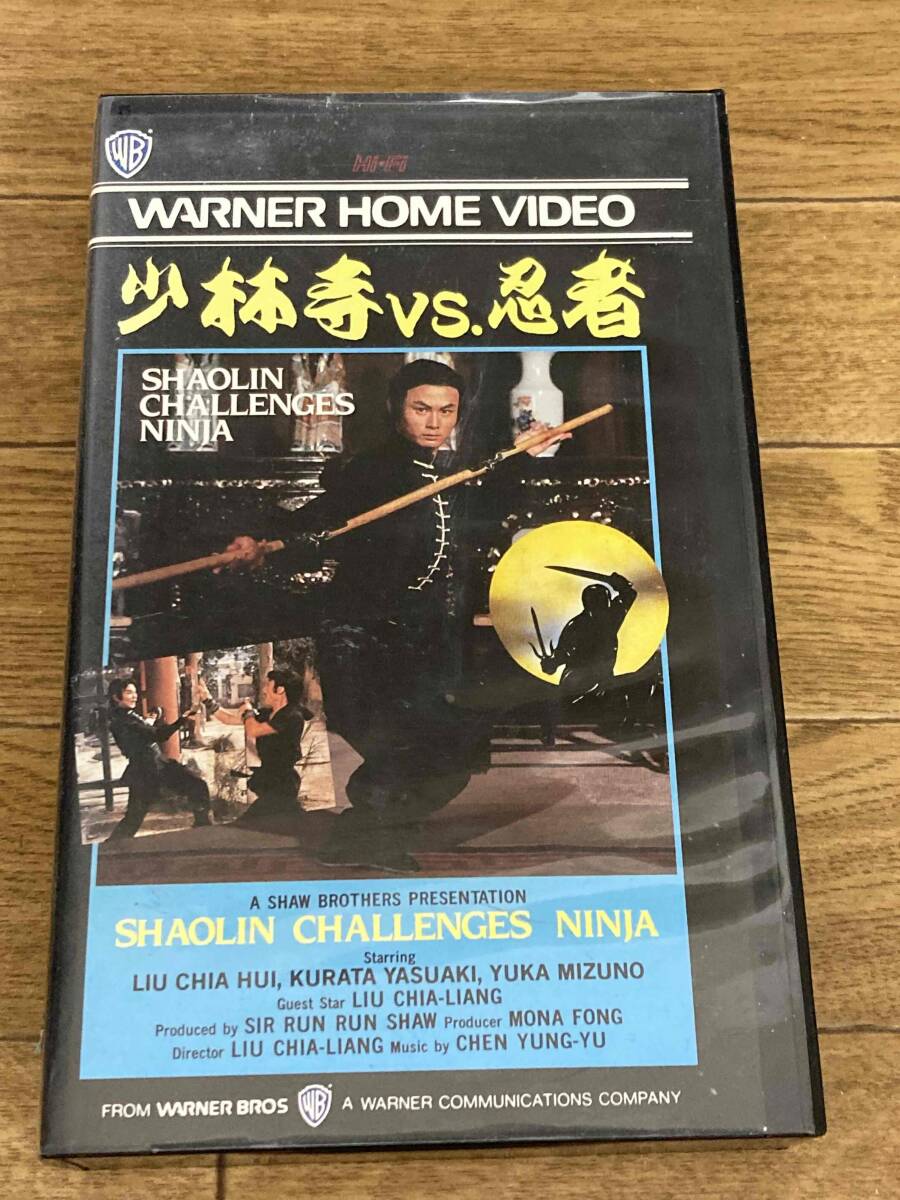 WB
Hi-Fi
WARNER HOME VIDEO
少林寺VS.忍者
SHAOLIN
CHALLENGES
NINJA
A SHAW BROTHERS PRESENTATION
SHAOLIN CHALLENGES NINJA
Starring
LIU CHIA HUI, KURATA YASUAKI, YUKA MIZUNO
Guest Star LIU CHIA-LIANG
Produced by SIR RUN RUN SHAW Producer MONA FONG
Director LIU CHIA-LIANG Music by CHEN YUNG-YU
FROM WARNER BROS WB A WARNER COMMUNICATIONS COMPANY